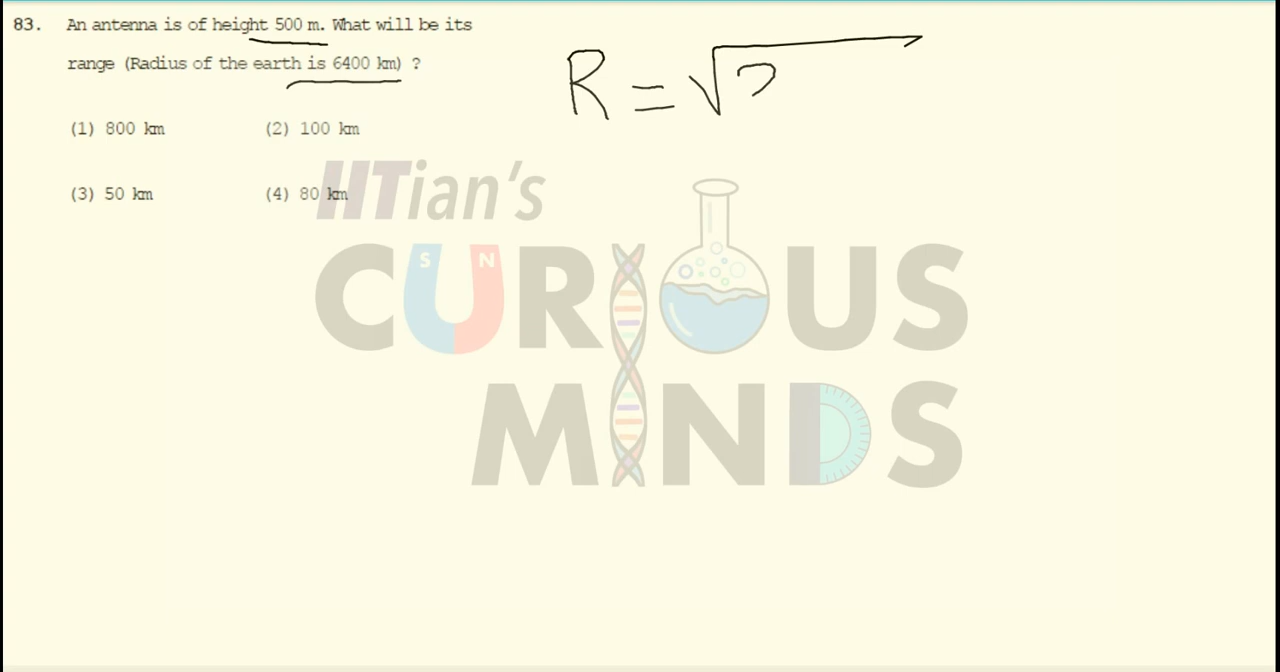 83. An antenna is of height 500 m. What will be its
range (Radius of the earth is 6400 km) ?
(1) 800 km (2) 100 km
(3) 50 km (4) 80 km
R = √2
IITian's
CURIOUS
S N
MINDS